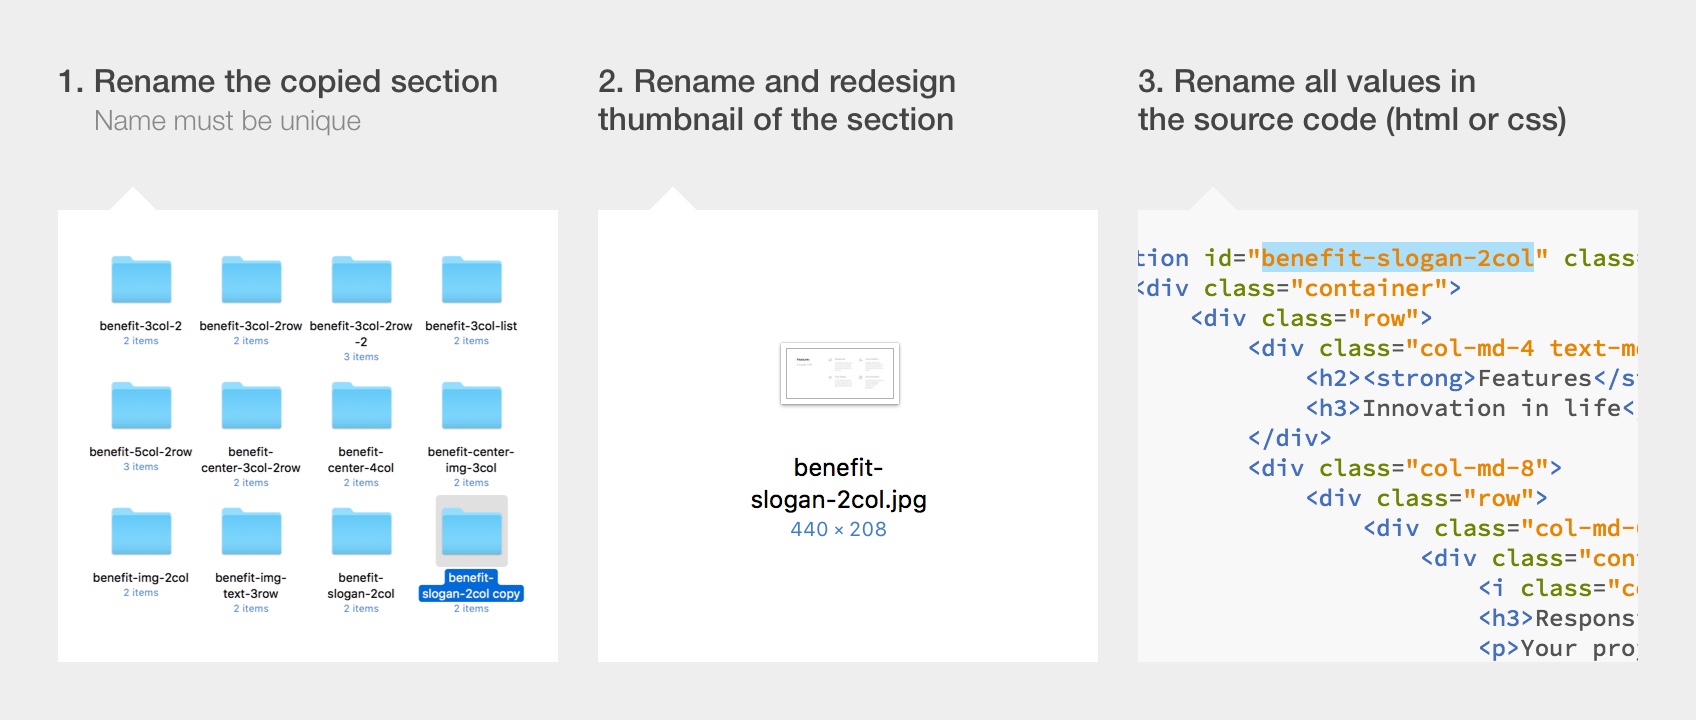 1. Rename the copied section
Name must be unique
2. Rename and redesign
thumbnail of the section
3. Rename all values in
the source code (html or css)
benefit-3col-2
2 items
benefit-3col-2row
2 items
benefit-3col-2row
-2
3 items
benefit-3col-list
2 items
benefit-5col-2row
3 items
benefit-
center-3col-2row
2 items
benefit-
center-4col
2 items
benefit-center-
img-3col
2 items
benefit-img-2col
2 items
benefit-img-
text-3row
2 items
benefit-
slogan-2col
2 items
benefit-
slogan-2col copy
2 items
Features
benefit-
slogan-2col.jpg
440 × 208
tion id="benefit-slogan-2col" class=
<div class="container">
<div class="row">
<div class="col-md-4 text-m
<h2><strong>Features</s
<h3>Innovation in life<
</div>
<div class="col-md-8">
<div class="row">
<div class="col-md-
<div class="con
<i class="c
<h3>Respons
<p>Your pro